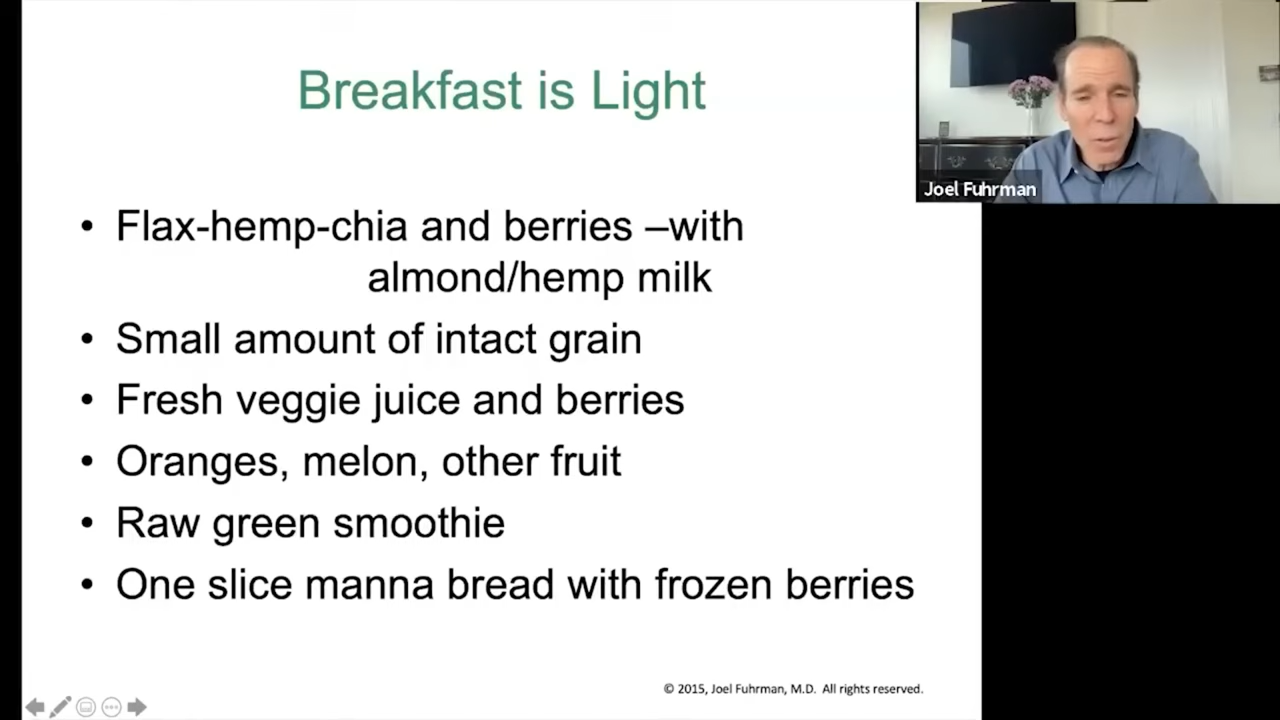 Breakfast is Light
Joel Fuhrman
• Flax-hemp-chia and berries –with
almond/hemp milk
• Small amount of intact grain
• Fresh veggie juice and berries
• Oranges, melon, other fruit
• Raw green smoothie
• One slice manna bread with frozen berries
© 2015, Joel Fuhrman, M.D. All rights reserved.